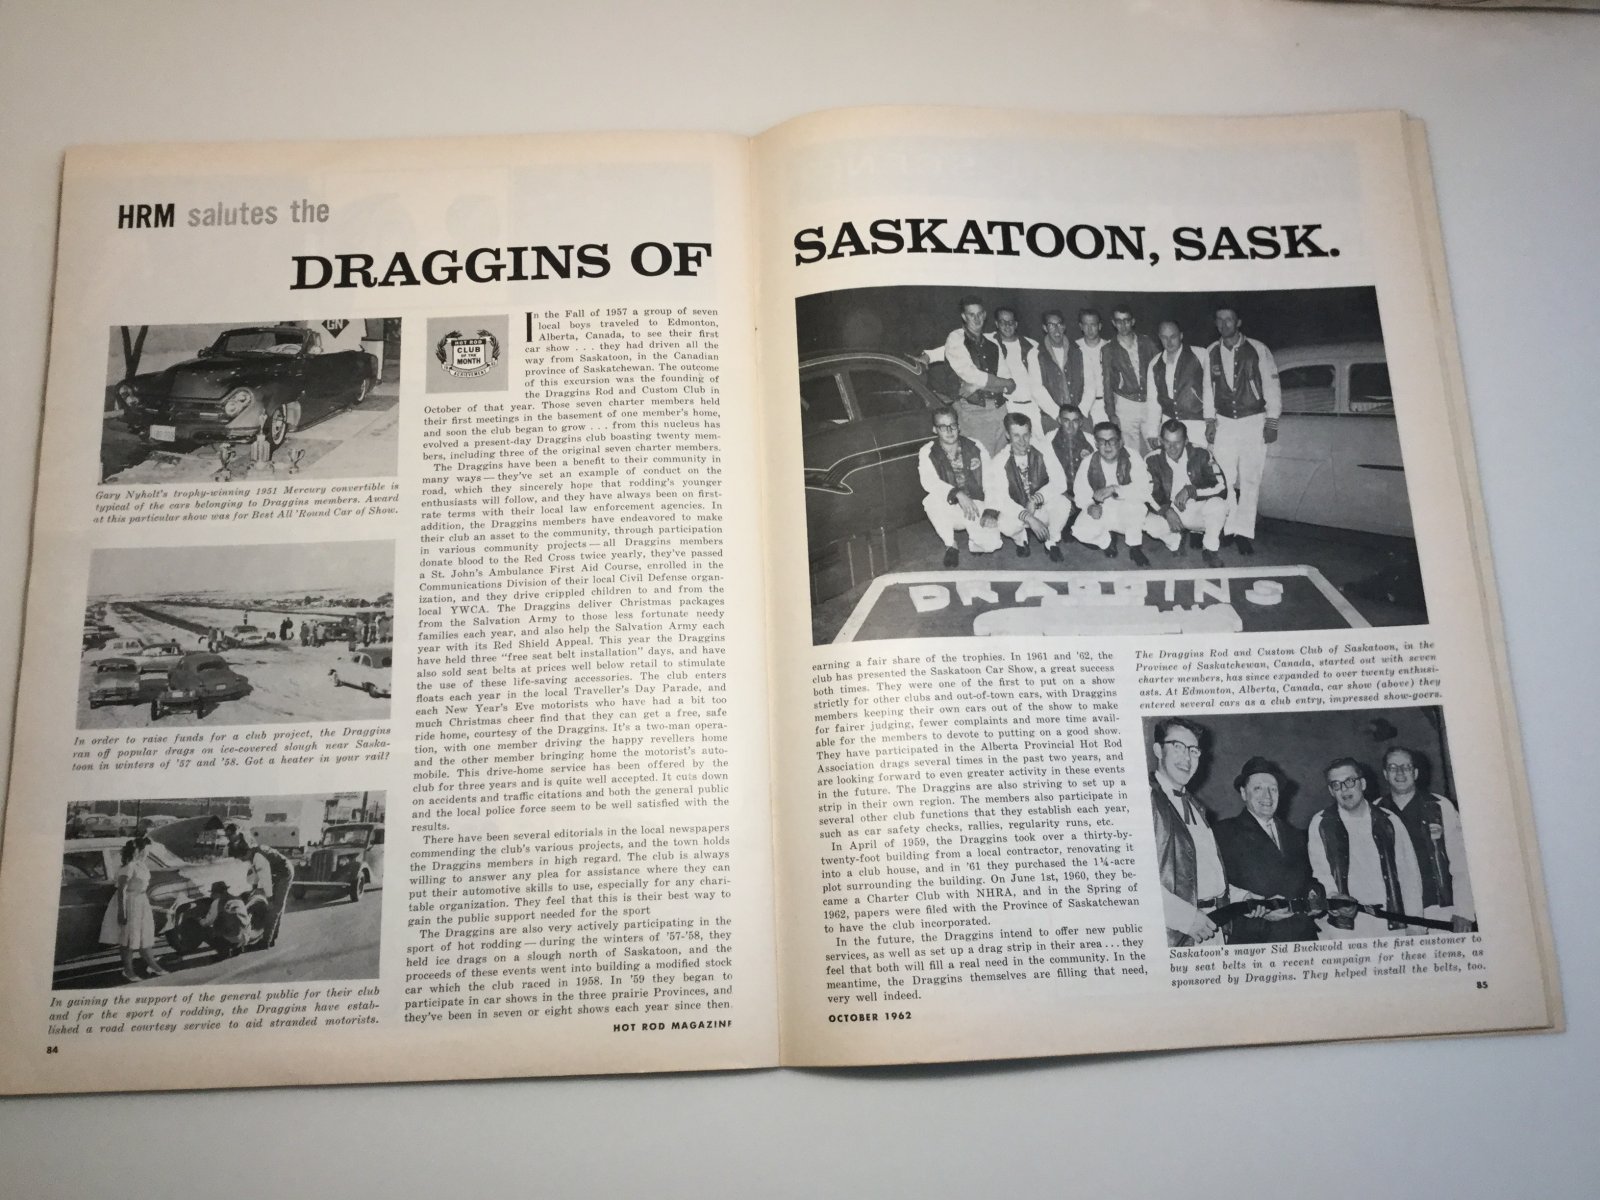 HRM salutes the
DRAGGINS OF
SASKATOON, SASK.
GN
Gary Nyholt's trophy-winning 1951 Mercury convertible is
typical of the cars belonging to Draggins members. Award
at this particular show was for Best All 'Round Car of Show.
In order to raise funds for a club project, the Draggins
ran off popular drags on ice-covered slough near Saska-
toon in winters of '57 and '58. Got a heater in your rail?
In gaining the support of the general public for their club
and for the sport of rodding, the Draggins have estab-
lished a road courtesy service to aid stranded motorists.
84
HOT ROD
CLUB
OF THE
MONTH
ACHIEVEMENT
In the Fall of 1957 a group of seven
local boys traveled to Edmonton,
Alberta, Canada, to see their first
car show . . . they had driven all the
way from Saskatoon, in the Canadian
province of Saskatchewan. The outcome
of this excursion was the founding of
the Draggins Rod and Custom Club in
October of that year. Those seven charter members held
their first meetings in the basement of one member's home,
and soon the club began to grow . . . from this nucleus has
evolved a present-day Draggins club boasting twenty mem-
bers, including three of the original seven charter members.
The Draggins have been a benefit to their community in
many ways — they've set an example of conduct on the
road, which they sincerely hope that rodding's younger
enthusiasts will follow, and they have always been on first-
rate terms with their local law enforcement agencies. In
addition, the Draggins members have endeavored to make
their club an asset to the community, through participation
in various community projects — all Draggins members
donate blood to the Red Cross twice yearly, they've passed
a St. John's Ambulance First Aid Course, enrolled in the
Communications Division of their local Civil Defense organ-
ization, and they drive crippled children to and from the
local YWCA. The Draggins deliver Christmas packages
from the Salvation Army to those less fortunate needy
families each year, and also help the Salvation Army each
year with its Red Shield Appeal. This year the Draggins
have held three "free seat belt installation" days, and have
also sold seat belts at prices well below retail to stimulate
the use of these life-saving accessories. The club enters
floats each year in the local Traveller's Day Parade, and
each New Year's Eve motorists who have had a bit too
much Christmas cheer find that they can get a free, safe
ride home, courtesy of the Draggins. It's a two-man opera-
tion, with one member driving the happy revellers home
and the other member bringing home the motorist's auto-
mobile. This drive-home service has been offered by the
club for three years and is quite well accepted. It cuts down
on accidents and traffic citations and both the general public
and the local police force seem to be well satisfied with the
results.
There have been several editorials in the local newspapers
commending the club's various projects, and the town holds
the Draggins members in high regard. The club is always
willing to answer any plea for assistance where they can
put their automotive skills to use, especially for any chari-
table organization. They feel that this is their best way to
gain the public support needed for the sport
The Draggins are also very actively participating in the
sport of hot rodding — during the winters of '57-'58, they
held ice drags on a slough north of Saskatoon, and the
proceeds of these events went into building a modified stock
car which the club raced in 1958. In '59 they began to
participate in car shows in the three prairie Provinces, and
they've been in seven or eight shows each year since then,
HOT ROD MAGAZINE
DRAGGINS
earning a fair share of the trophies. In 1961 and '62, the
club has presented the Saskatoon Car Show, a great success
both times. They were one of the first to put on a show
strictly for other clubs and out-of-town cars, with Draggins
members keeping their own cars out of the show to make
for fairer judging, fewer complaints and more time avail-
able for the members to devote to putting on a good show.
They have participated in the Alberta Provincial Hot Rod
Association drags several times in the past two years, and
are looking forward to even greater activity in these events
in the future. The Draggins are also striving to set up a
strip in their own region. The members also participate in
several other club functions that they establish each year,
such as car safety checks, rallies, regularity runs, etc.
In April of 1959, the Draggins took over a thirty-by-
twenty-foot building from a local contractor, renovating it
into a club house, and in '61 they purchased the 1¼-acre
plot surrounding the building. On June 1st, 1960, they be-
came a Charter Club with NHRA, and in the Spring of
1962, papers were filed with the Province of Saskatchewan
to have the club incorporated.
In the future, the Draggins intend to offer new public
services, as well as set up a drag strip in their area . . . they
feel that both will fill a real need in the community. In the
meantime, the Draggins themselves are filling that need,
very well indeed.
OCTOBER 1962
The Draggins Rod and Custom Club of Saskatoon, in the
Province of Saskatchewan, Canada, started out with seven
charter members, has since expanded to over twenty enthusi-
asts. At Edmonton, Alberta, Canada, car show (above) they
entered several cars as a club entry, impressed show-goers.
Saskatoon's mayor Sid Buckwold was the first customer to
buy seat belts in a recent campaign for these items, as
sponsored by Draggins. They helped install the belts, too.
85